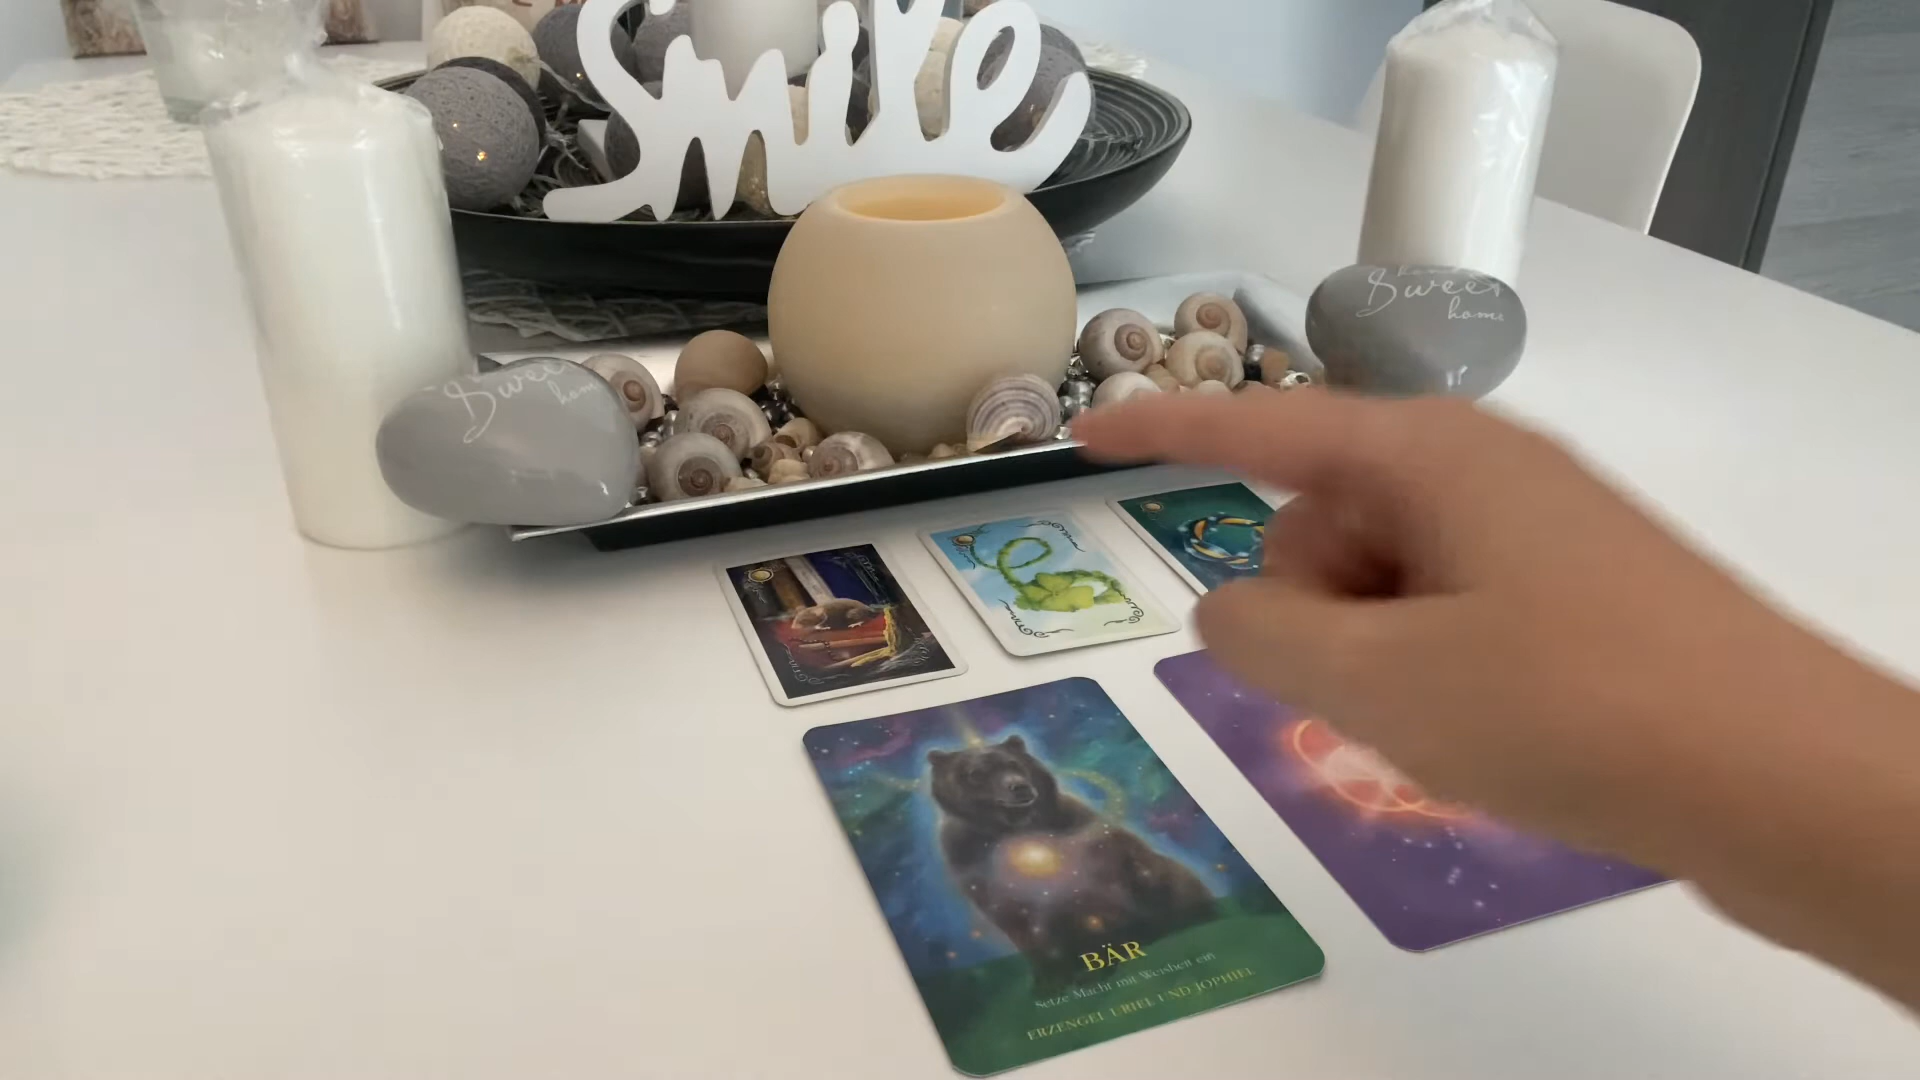 Smile
Sweet
home
Sweet
home
BÄR
Setze Macht mit Weisheit ein
ERZENGEL URIEL UND JOPHIEL